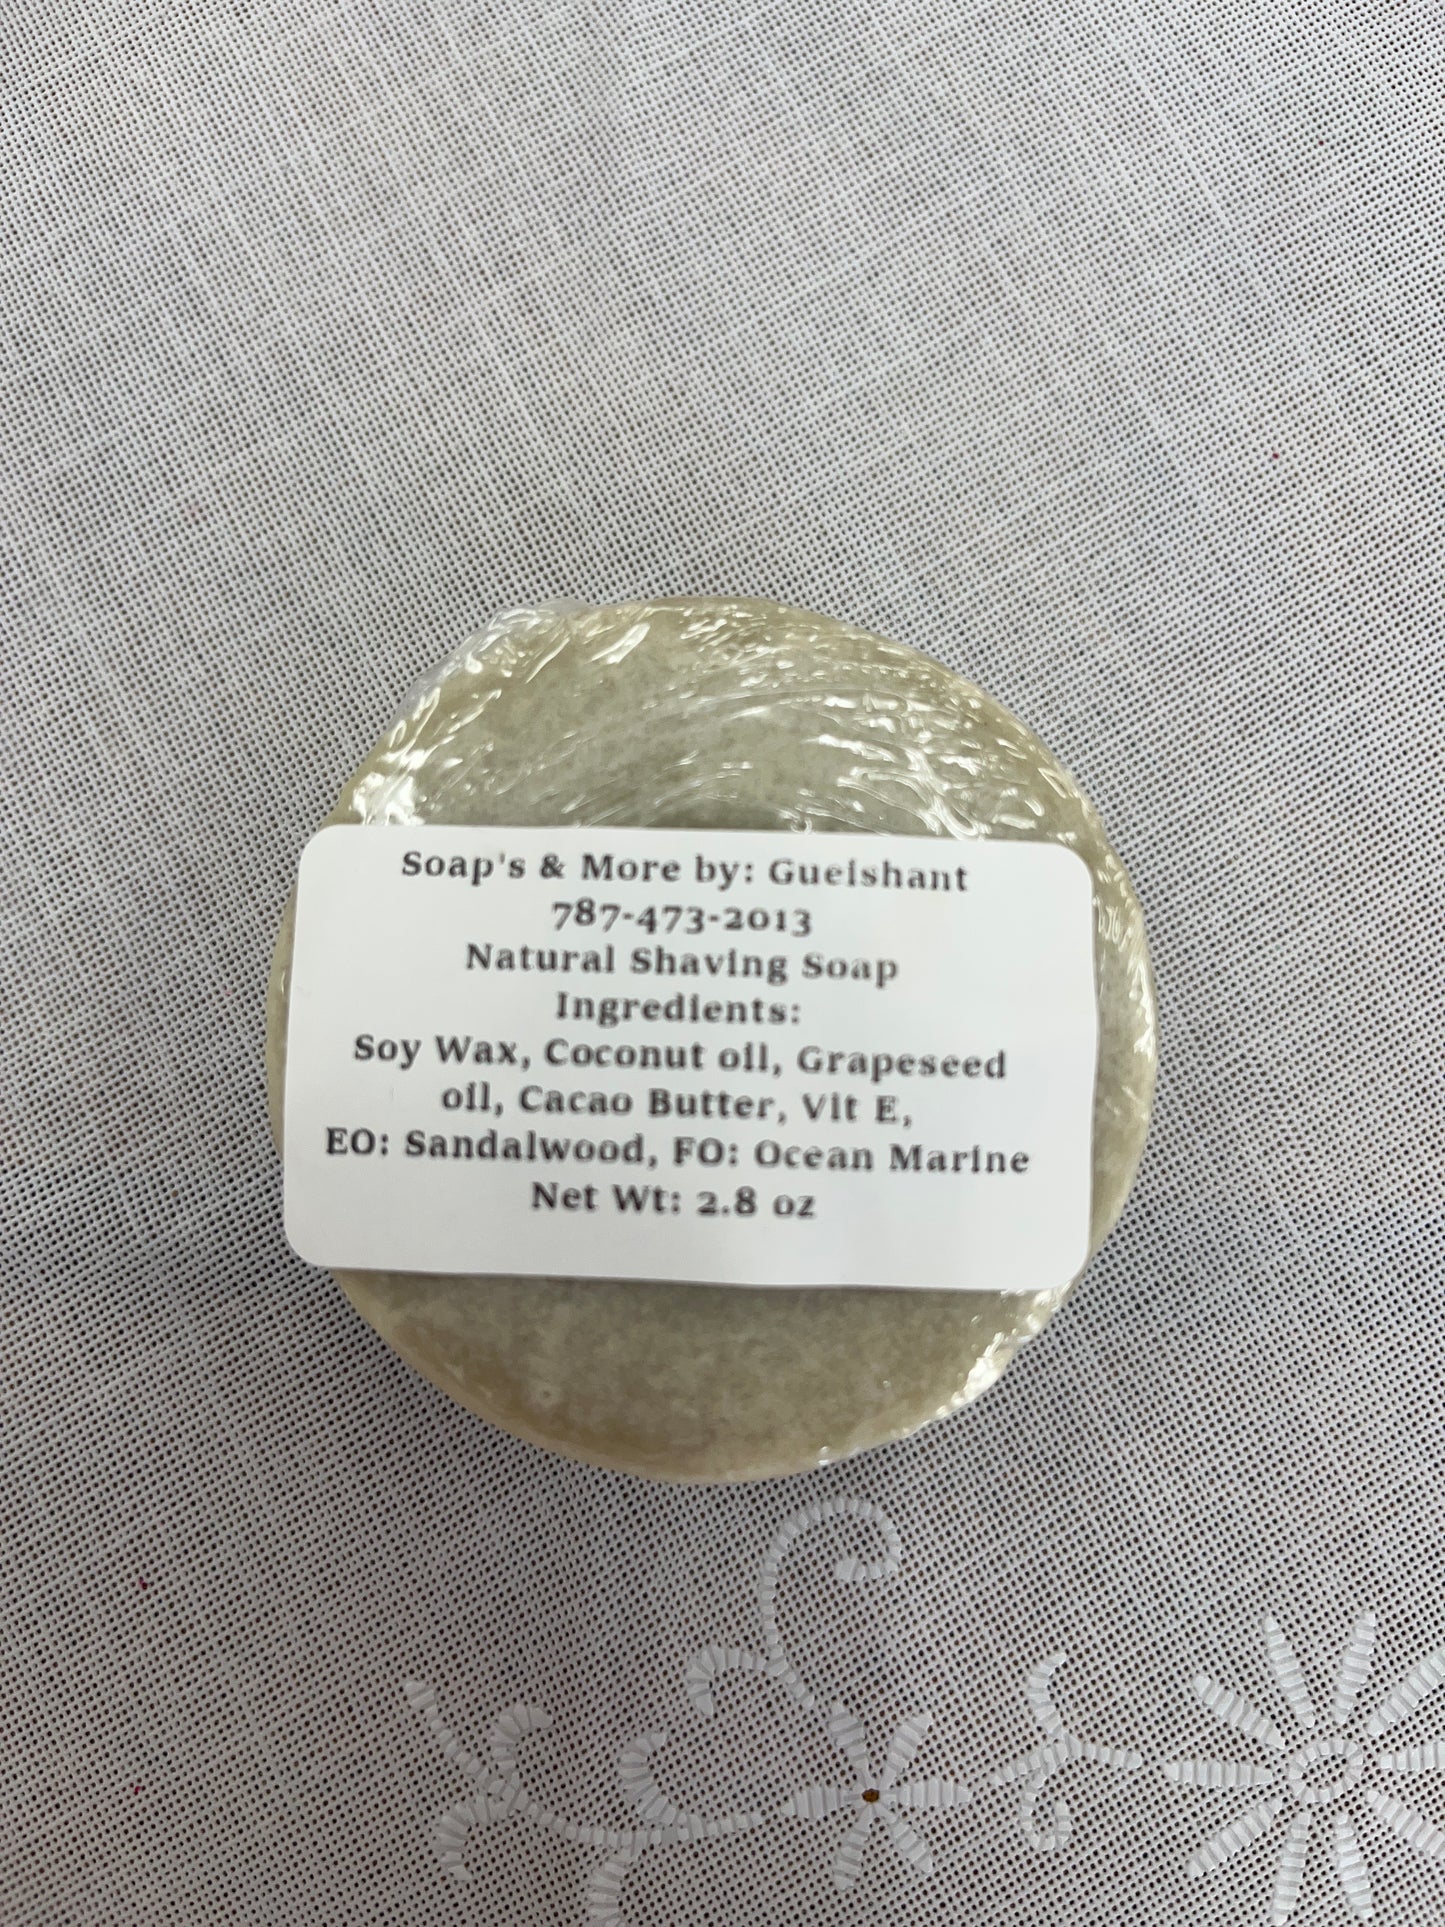 Soap's & More by: Gueishant
787-473-2013
Natural Shaving Soap
Ingredients:
Soy Wax, Coconut oil, Grapeseed
oil, Cacao Butter, Vit E,
EO: Sandalwood, FO: Ocean Marine
Net Wt: 2.8 oz